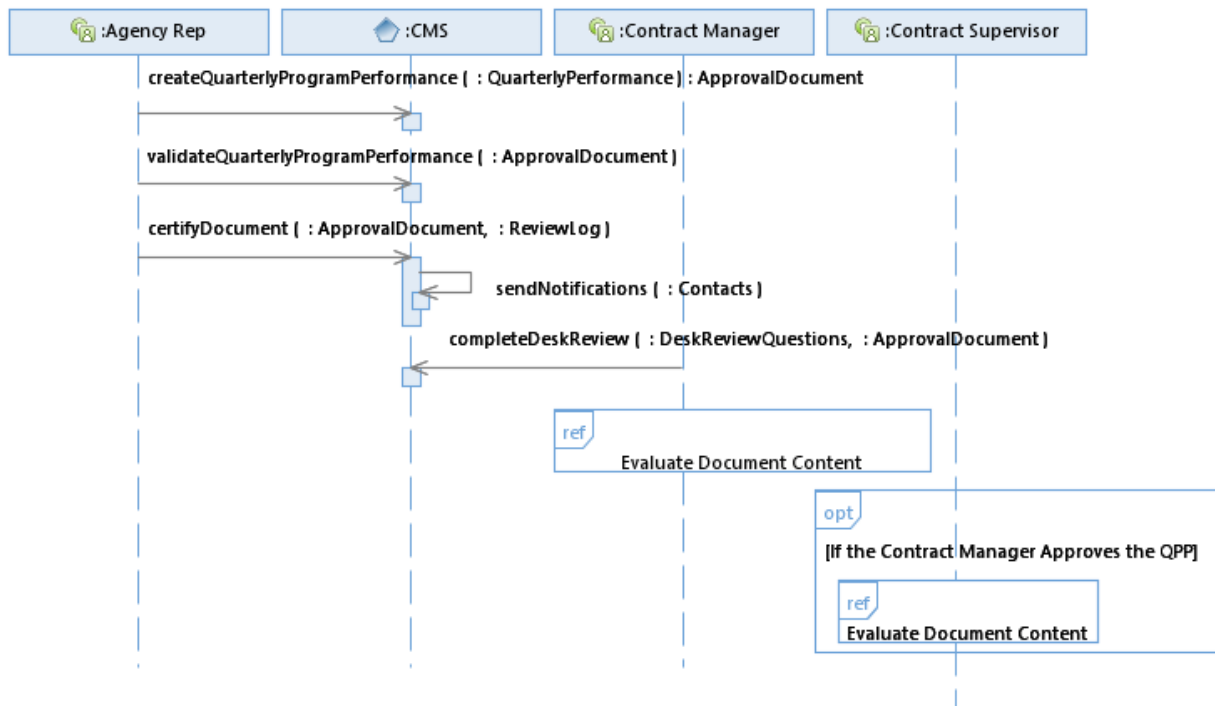 :Agency Rep
:CMS
:Contract Manager
:Contract Supervisor
createQuarterlyProgramPerformance ( : QuarterlyPerformance) : ApprovalDocument
validateQuarterlyProgramPerformance ( : ApprovalDocument)
certifyDocument ( : ApprovalDocument, : ReviewLog )
sendNotifications ( : Contacts )
completeDeskReview ( : DeskReviewQuestions, : ApprovalDocument )
ref
Evaluate Document Content
opt
[If the Contract Manager Approves the QPP]
ref
Evaluate Document Content